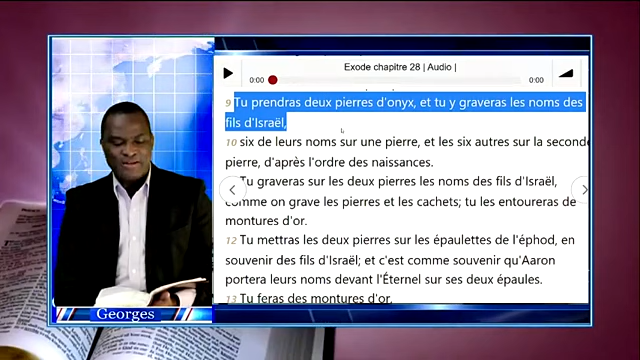 Exode chapitre 28 | Audio |
0:00
0:00
9 Tu prendras deux pierres d'onyx, et tu y graveras les noms des
fils d'Israël,
10 six de leurs noms sur une pierre, et les six autres sur la seconde
pierre, d'après l'ordre des naissances.
Tu graveras sur les deux pierres les noms des fils d'Israël,
comme on grave les pierres et les cachets; tu les entoureras de
montures d'or.
12 Tu mettras les deux pierres sur les épaulettes de l'éphod, en
souvenir des fils d'Israël; et c'est comme souvenir qu'Aaron
portera leurs noms devant l'Éternel sur ses deux épaules.
13 Tu feras des montures d'or,
Georges